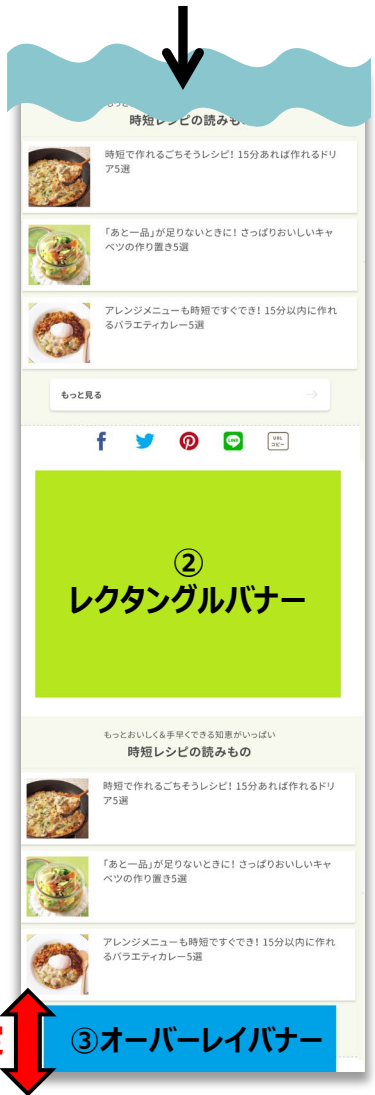 時短レシピの読みも
時短で作れるごちそうレシピ! 15分あれば作れるドリ
ア5選
「あと一品」が足りないときに! さっぱりおいしいキャ
ベツの作り置き5選
アレンジメニューも時短ですぐでき! 15分以内に作れ
るバラエティカレー5選
もっと見る
LINE
URL
コピー
②
レクタングルバナー
もっとおいしく&手早くできる知恵がいっぱい
時短レシピの読みもの
時短で作れるごちそうレシピ! 15分あれば作れるドリ
ア5選
「あと一品」が足りないときに! さっぱりおいしいキャ
ベツの作り置き5選
アレンジメニューも時短ですぐでき! 15分以内に作れ
るバラエティカレー5選
③オーバーレイバナー